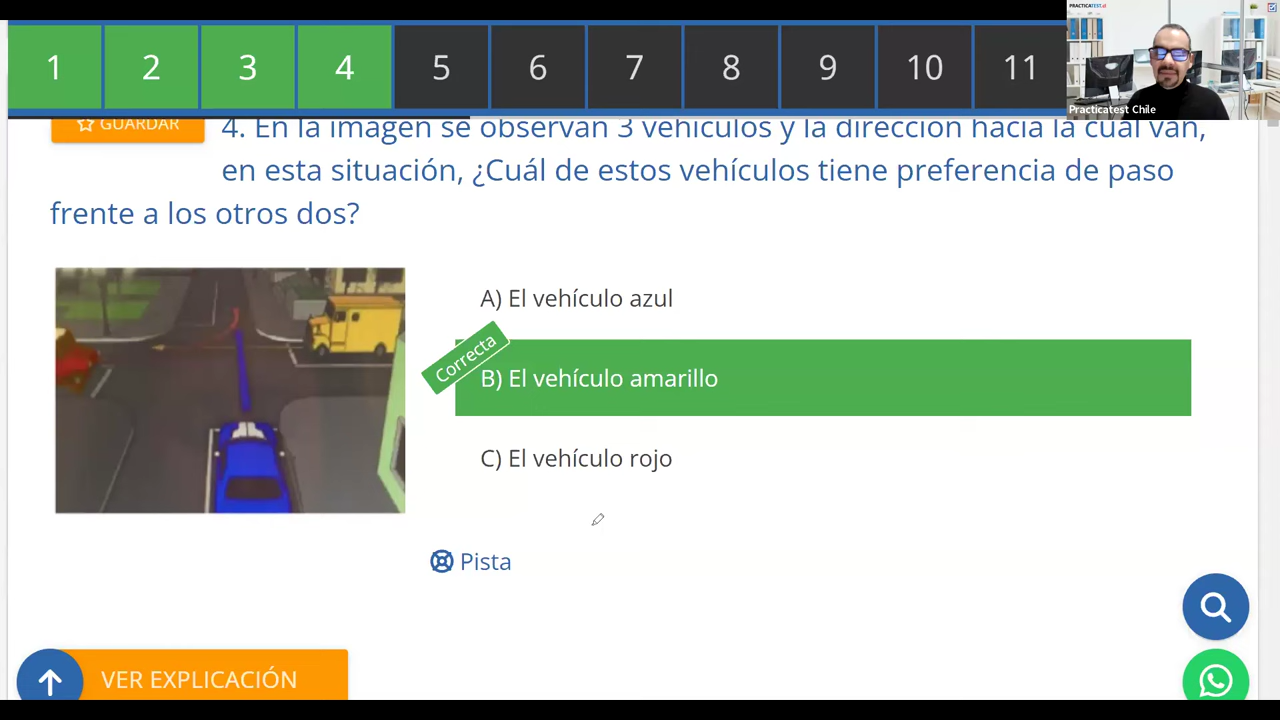 1 2 3 4 5 6 7 8 9 10 11
PRACTICATEST.cl
Practicatest Chile
GUARDAR
4. En la imagen se observan 3 vehículos y la dirección hacia la cual van,
en esta situación, ¿Cuál de estos vehículos tiene preferencia de paso
frente a los otros dos?
A) El vehículo azul
Correcta
B) El vehículo amarillo
C) El vehículo rojo
Pista
VER EXPLICACIÓN